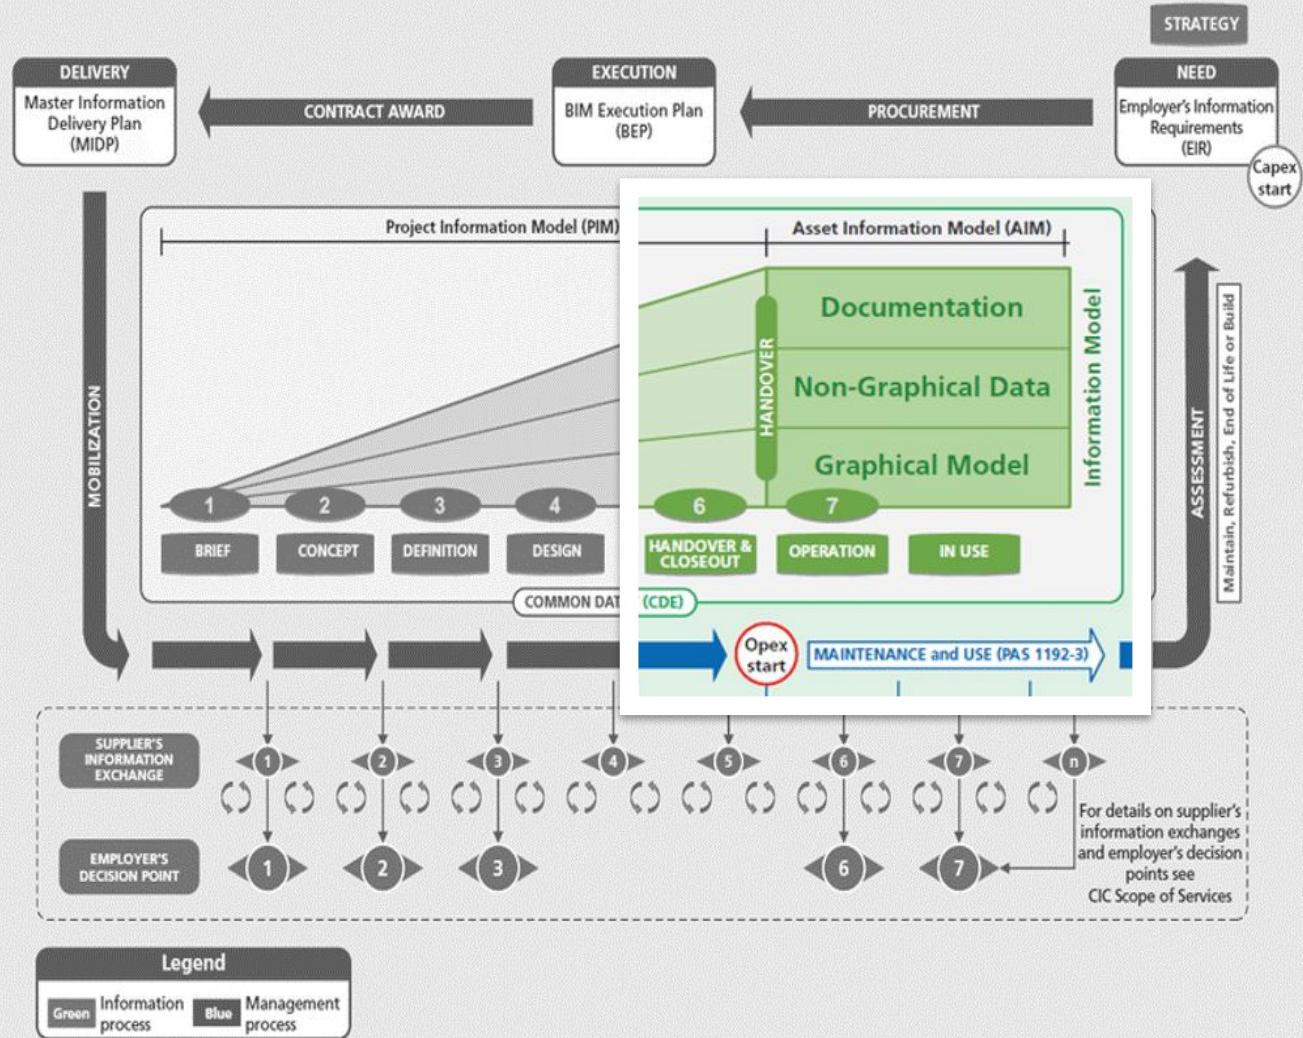 STRATEGY
DELIVERY
Master Information
Delivery Plan
(MIDP)
CONTRACT AWARD
EXECUTION
BIM Execution Plan
(BEP)
PROCUREMENT
NEED
Employer's Information
Requirements
(EIR)
Capex
start
Project Information Model (PIM)
Asset Information Model (AIM)
MOBILIZATION
HANDOVER
Documentation
Non-Graphical Data
Graphical Model
Information Model
ASSESSMENT
Maintain, Refurbish, End of Life or Build
1
2
3
4
6
7
BRIEF
CONCEPT
DEFINITION
DESIGN
HANDOVER &
CLOSEOUT
OPERATION
IN USE
COMMON DAT
(CDE)
Opex
start
MAINTENANCE and USE (PAS 1192-3)
SUPPLIER'S
INFORMATION
EXCHANGE
1
2
3
4
5
6
7
n
For details on supplier's
information exchanges
and employer's decision
points see
CIC Scope of Services
EMPLOYER'S
DECISION POINT
1
2
3
6
7
Legend
Green
Information
process
Blue
Management
process